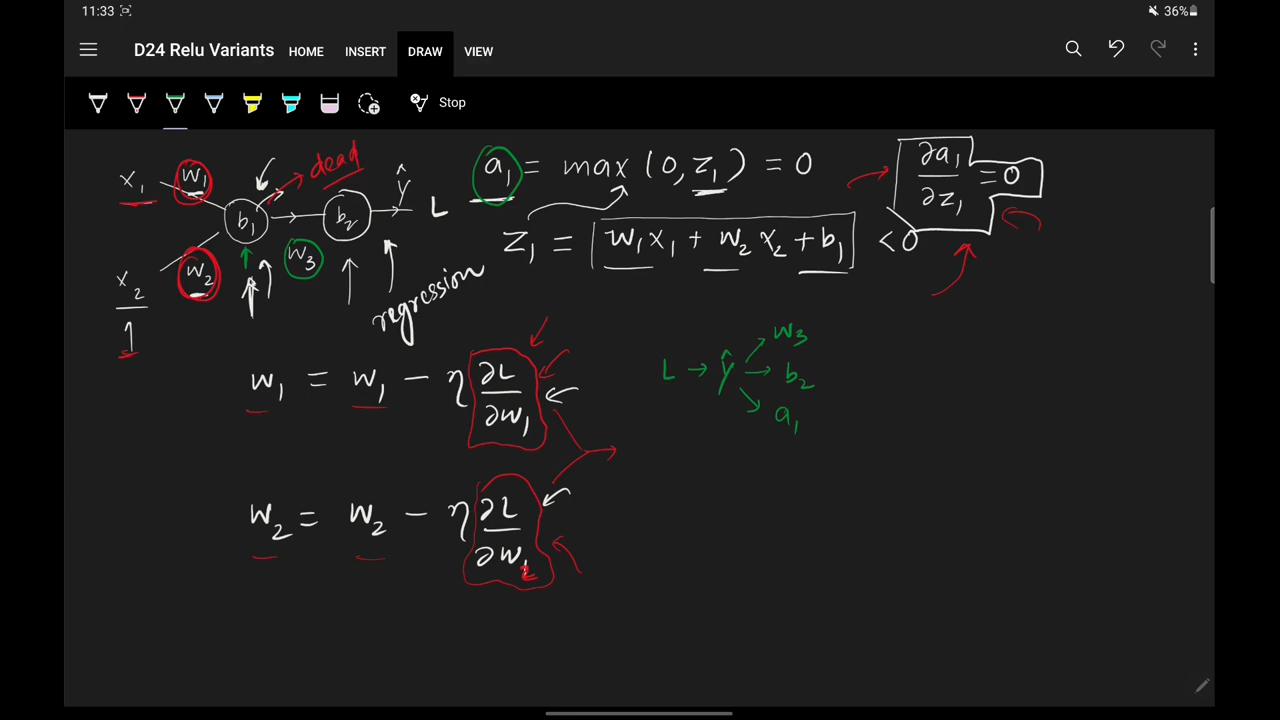 11:33 36%
D24 Relu Variants HOME INSERT DRAW VIEW
Stop
x₁ w₁ dead
b₁ b₂ ŷ L
w₂ w₃
x₂
1
regression
a₁ = max (0, z₁) = 0
z₁ = w₁x₁ + w₂x₂ + b₁ < 0
∂a₁/∂z₁ = 0
w₁ = w₁ - η ∂L/∂w₁
L → ŷ → w₃
→ b₂
→ a₁
w₂ = w₂ - η ∂L/∂w₂